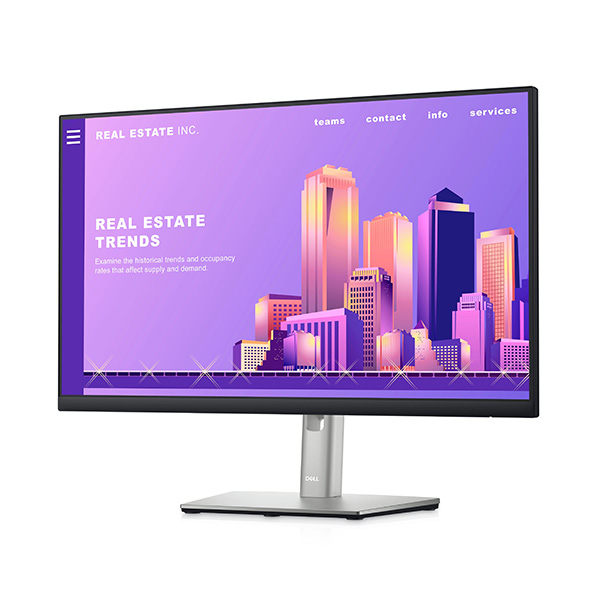 REAL ESTATE INC.
teams contact info services
REAL ESTATE
TRENDS
Examine the historical trends and occupancy
rates that affect supply and demand.
DELL